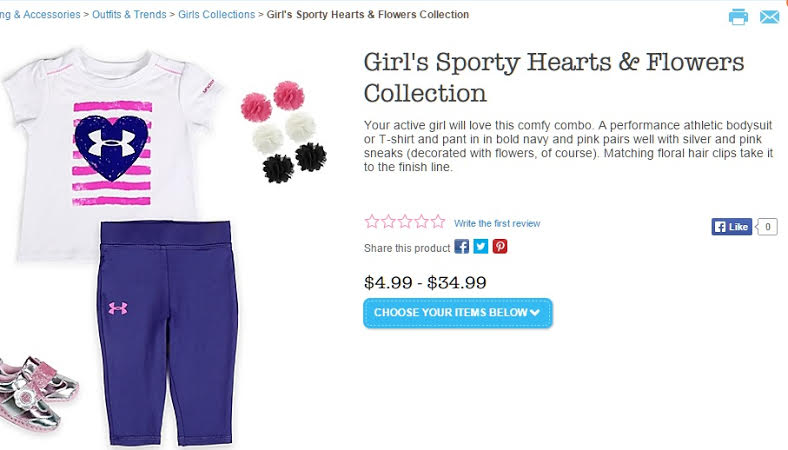 ng & Accessories > Outfits & Trends > Girls Collections > Girl's Sporty Hearts & Flowers Collection
Girl's Sporty Hearts & Flowers
Collection
Your active girl will love this comfy combo. A performance athletic bodysuit
or T-shirt and pant in in bold navy and pink pairs well with silver and pink
sneaks (decorated with flowers, of course). Matching floral hair clips take it
to the finish line.
Write the first review
Like 0
Share this product
$4.99 - $34.99
CHOOSE YOUR ITEMS BELOW